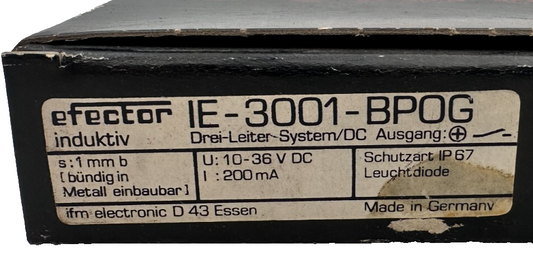 efector IE-3001-BPOG
induktiv Drei-Leiter-System/DC Ausgang:
s:1 mm b U: 10-36 V DC Schutzart IP 67
[ bündig in I : 200 mA Leuchtdiode
Metall einbaubar]
ifm electronic D 43 Essen Made in Germany